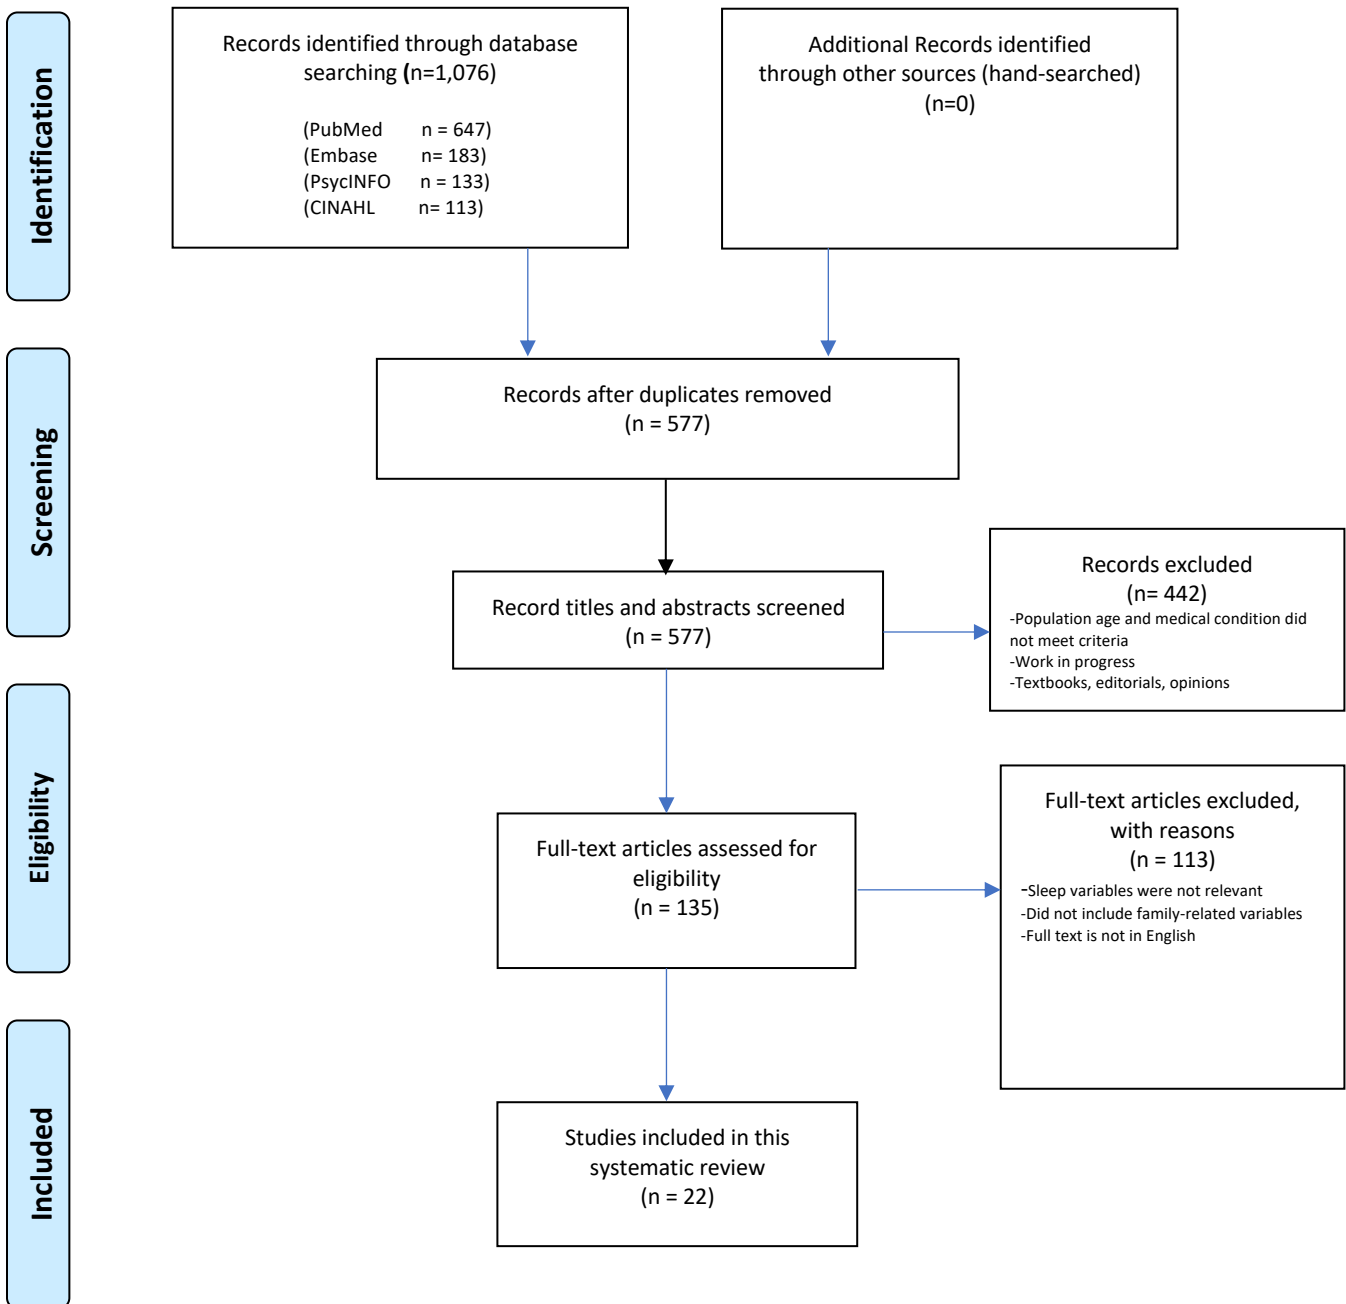 Identification
Records identified through database
searching (n=1,076)
(PubMed n = 647)
(Embase n= 183)
(PsycINFO n = 133)
(CINAHL n= 113)
Additional Records identified
through other sources (hand-searched)
(n=0)
Screening
Records after duplicates removed
(n = 577)
Record titles and abstracts screened
(n = 577)
Records excluded
(n= 442)
-Population age and medical condition did
not meet criteria
-Work in progress
-Textbooks, editorials, opinions
Eligibility
Full-text articles assessed for
eligibility
(n = 135)
Full-text articles excluded,
with reasons
(n = 113)
-Sleep variables were not relevant
-Did not include family-related variables
-Full text is not in English
Included
Studies included in this
systematic review
(n = 22)